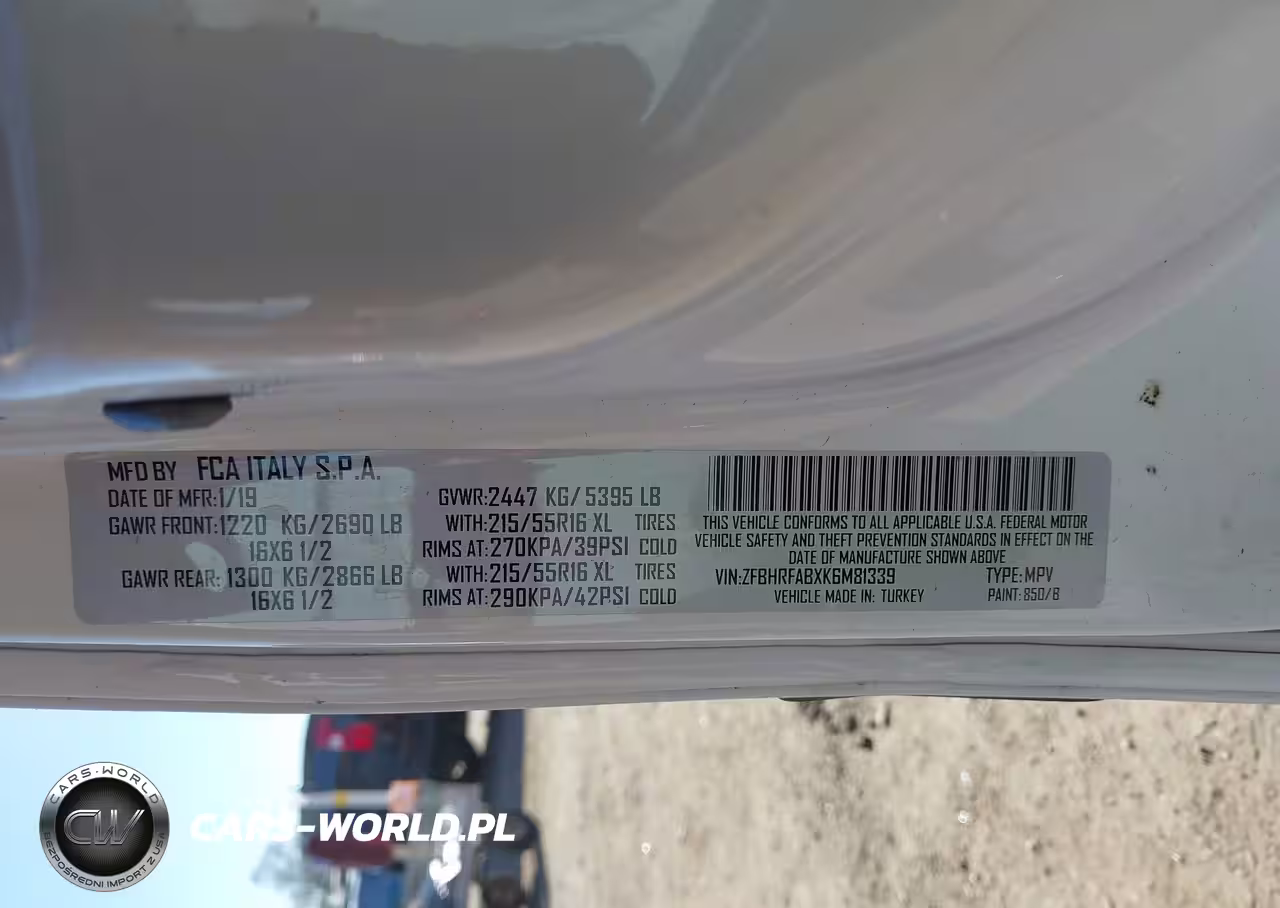 MFD BY FCA ITALY S.P.A.
DATE OF MFR:1/19
GAWR FRONT:1220 KG/2690 LB
16X6 1/2
GAWR REAR: 1300 KG/2866 LB
16X6 1/2
GVWR:2447 KG/5395 LB
WITH:215/55R16 XL TIRES
RIMS AT:270KPA/39PSI COLD
WITH:215/55R16 XL TIRES
RIMS AT:290KPA/42PSI COLD
THIS VEHICLE CONFORMS TO ALL APPLICABLE U.S.A. FEDERAL MOTOR
VEHICLE SAFETY AND THEFT PREVENTION STANDARDS IN EFFECT ON THE
DATE OF MANUFACTURE SHOWN ABOVE
VIN:ZFBHRFABXK6M81339 TYPE:MPV
VEHICLE MADE IN: TURKEY PAINT:850/B
CARS-WORLD
CW
BEZPOŚREDNI IMPORT Z USA
CARS-WORLD.PL